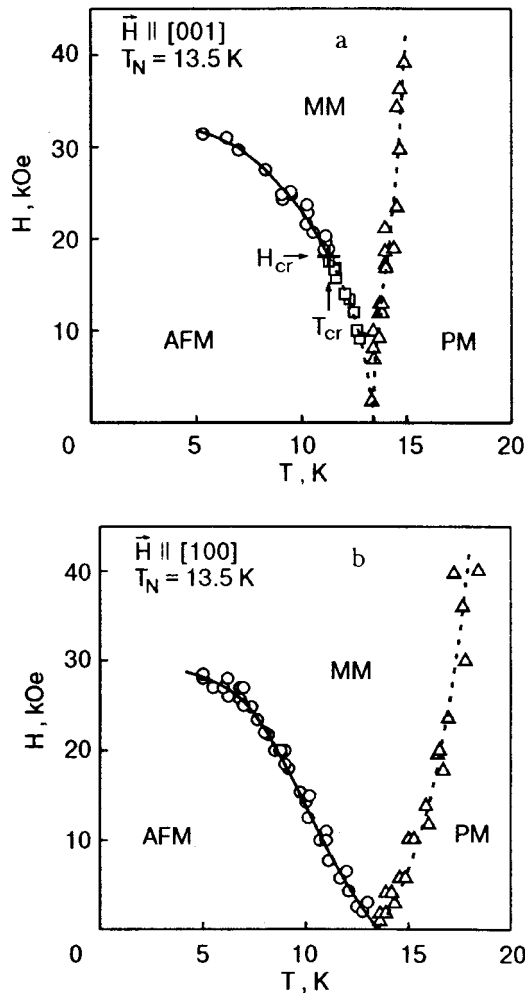 H || [001]
a
T_N = 13.5 K
40
MM
30
H, kOe
20
H_cr
T_cr
10
AFM
PM
0
5
10
15
20
T, K
H || [100]
b
T_N = 13.5 K
40
MM
30
H, kOe
20
10
AFM
PM
0
5
10
15
20
T, K